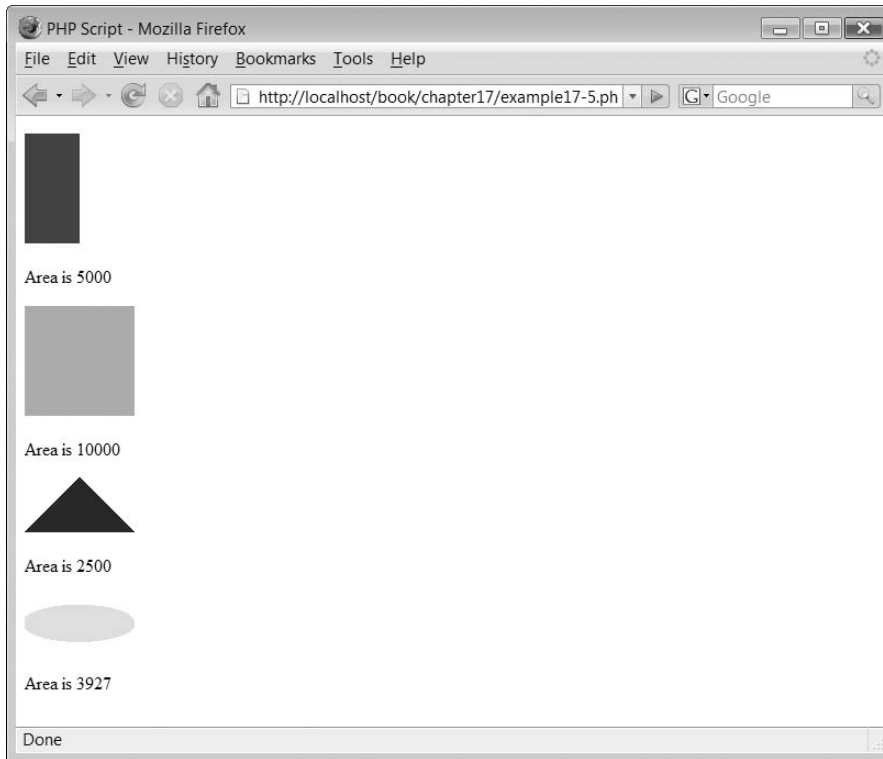 PHP Script - Mozilla Firefox
File Edit View History Bookmarks Tools Help
http://localhost/book/chapter17/example17-5.ph G Google
Area is 5000
Area is 10000
Area is 2500
Area is 3927
Done